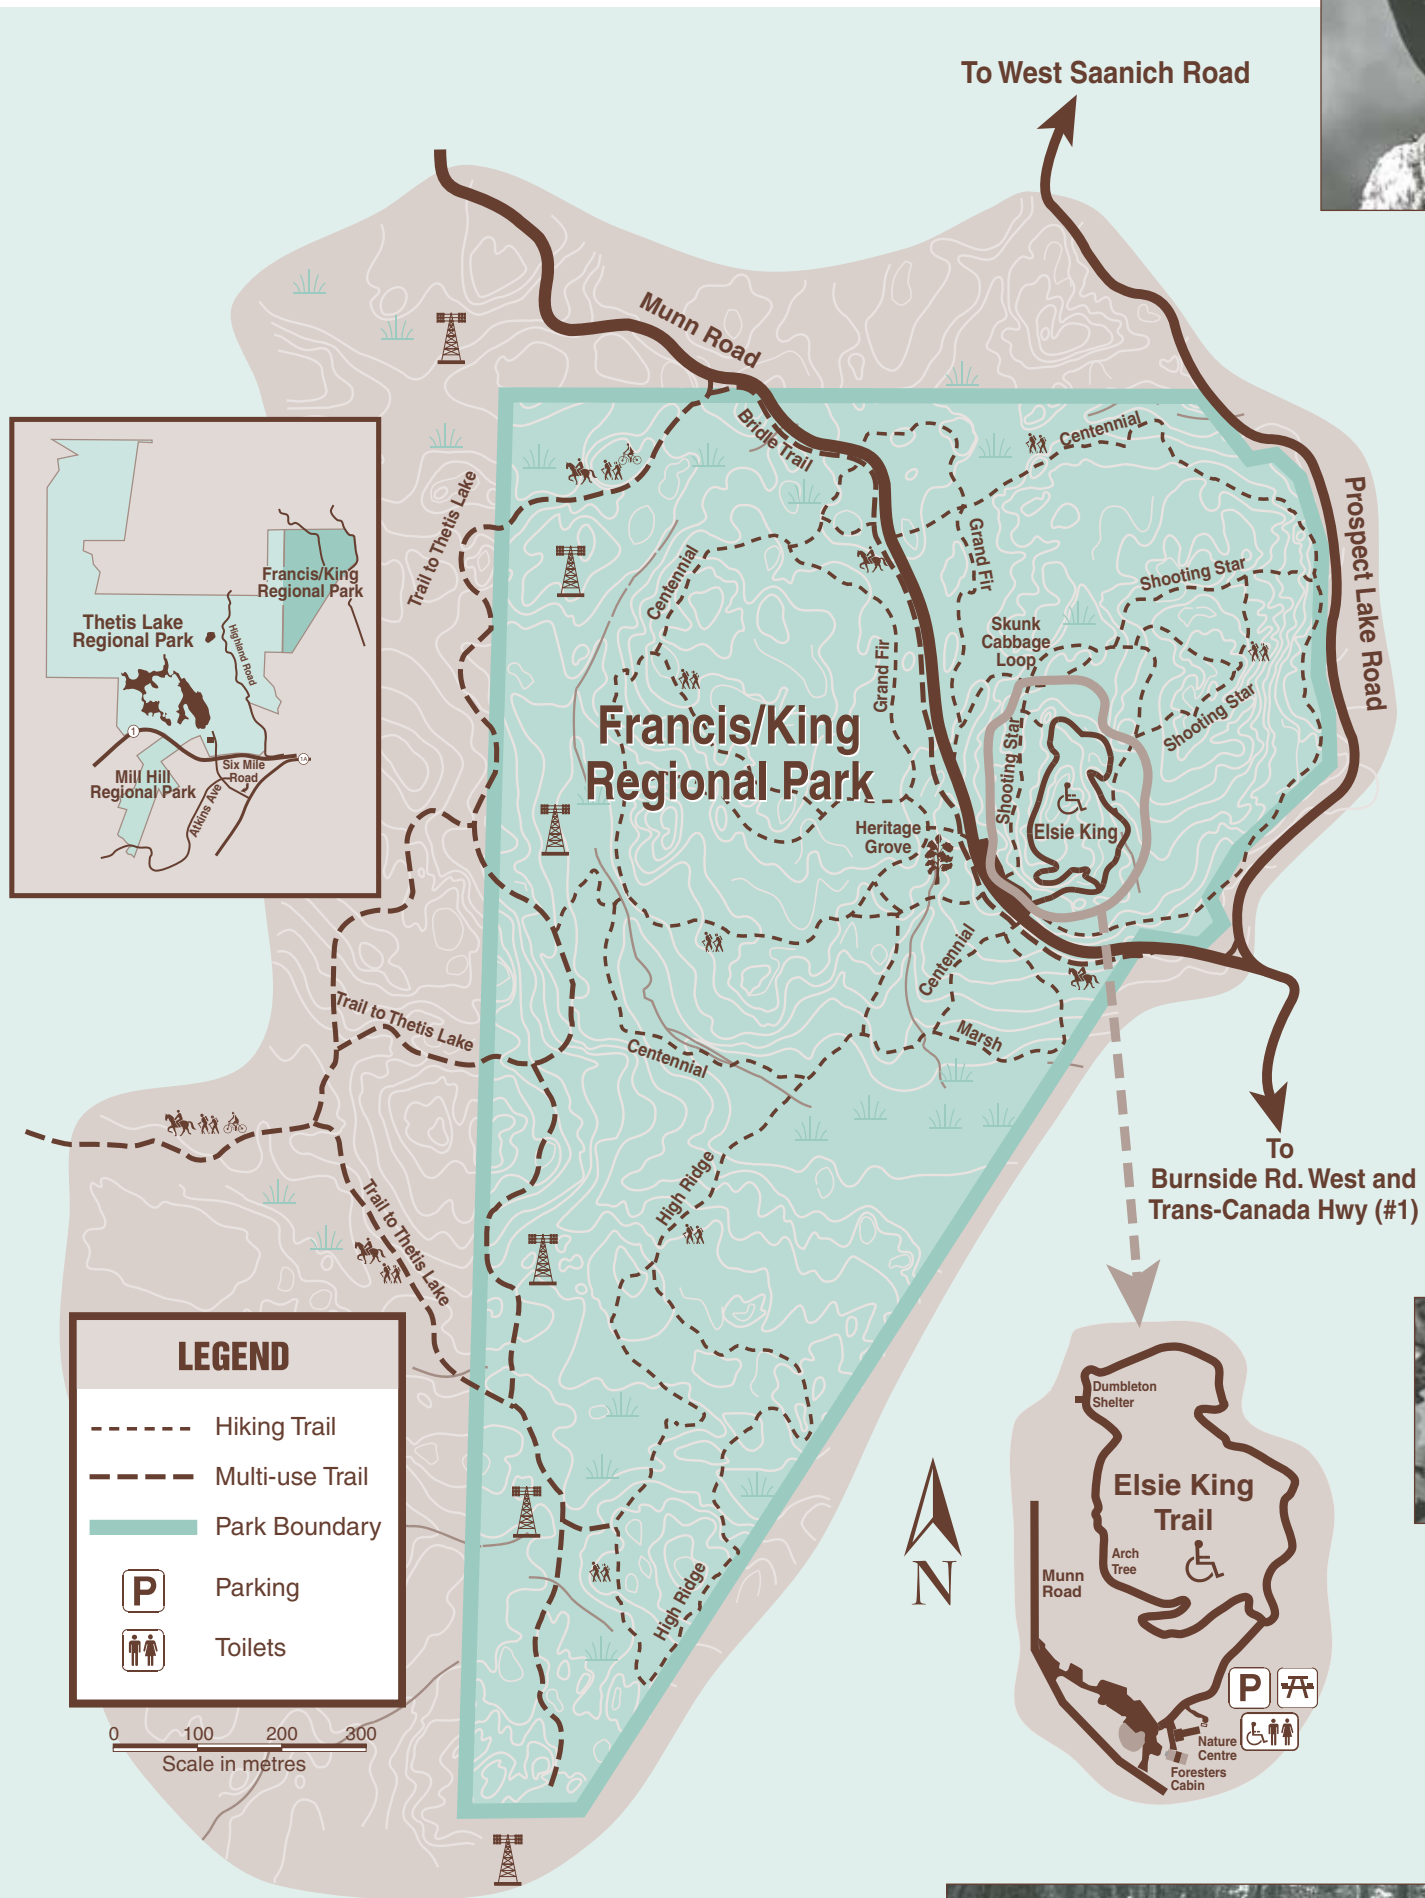 To West Saanich Road
Munn Road
Bridle Trail
Centennial
Prospect Lake Road
Trail to Thetis Lake
Grand Fir
Centennial
Shooting Star
Skunk
Cabbage
Loop
Grand Fir
Shooting Star
Shooting Star
Francis/King
Regional Park
Elsie King
Heritage
Grove
Centennial
Marsh
Trail to Thetis Lake
Centennial
High Ridge
Trail to Thetis Lake
High Ridge
To
Burnside Rd. West and
Trans-Canada Hwy (#1)
Francis/King
Regional Park
Thetis Lake
Regional Park
Highland Road
1
1A
Six Mile
Road
Mill Hill
Regional Park
Atkins Ave
LEGEND
Hiking Trail
Multi-use Trail
Park Boundary
P
Parking
Toilets
0 100 200 300
Scale in metres
N
Dumbleton
Shelter
Elsie King
Trail
Arch
Tree
Munn
Road
P
Nature
Centre
Foresters
Cabin